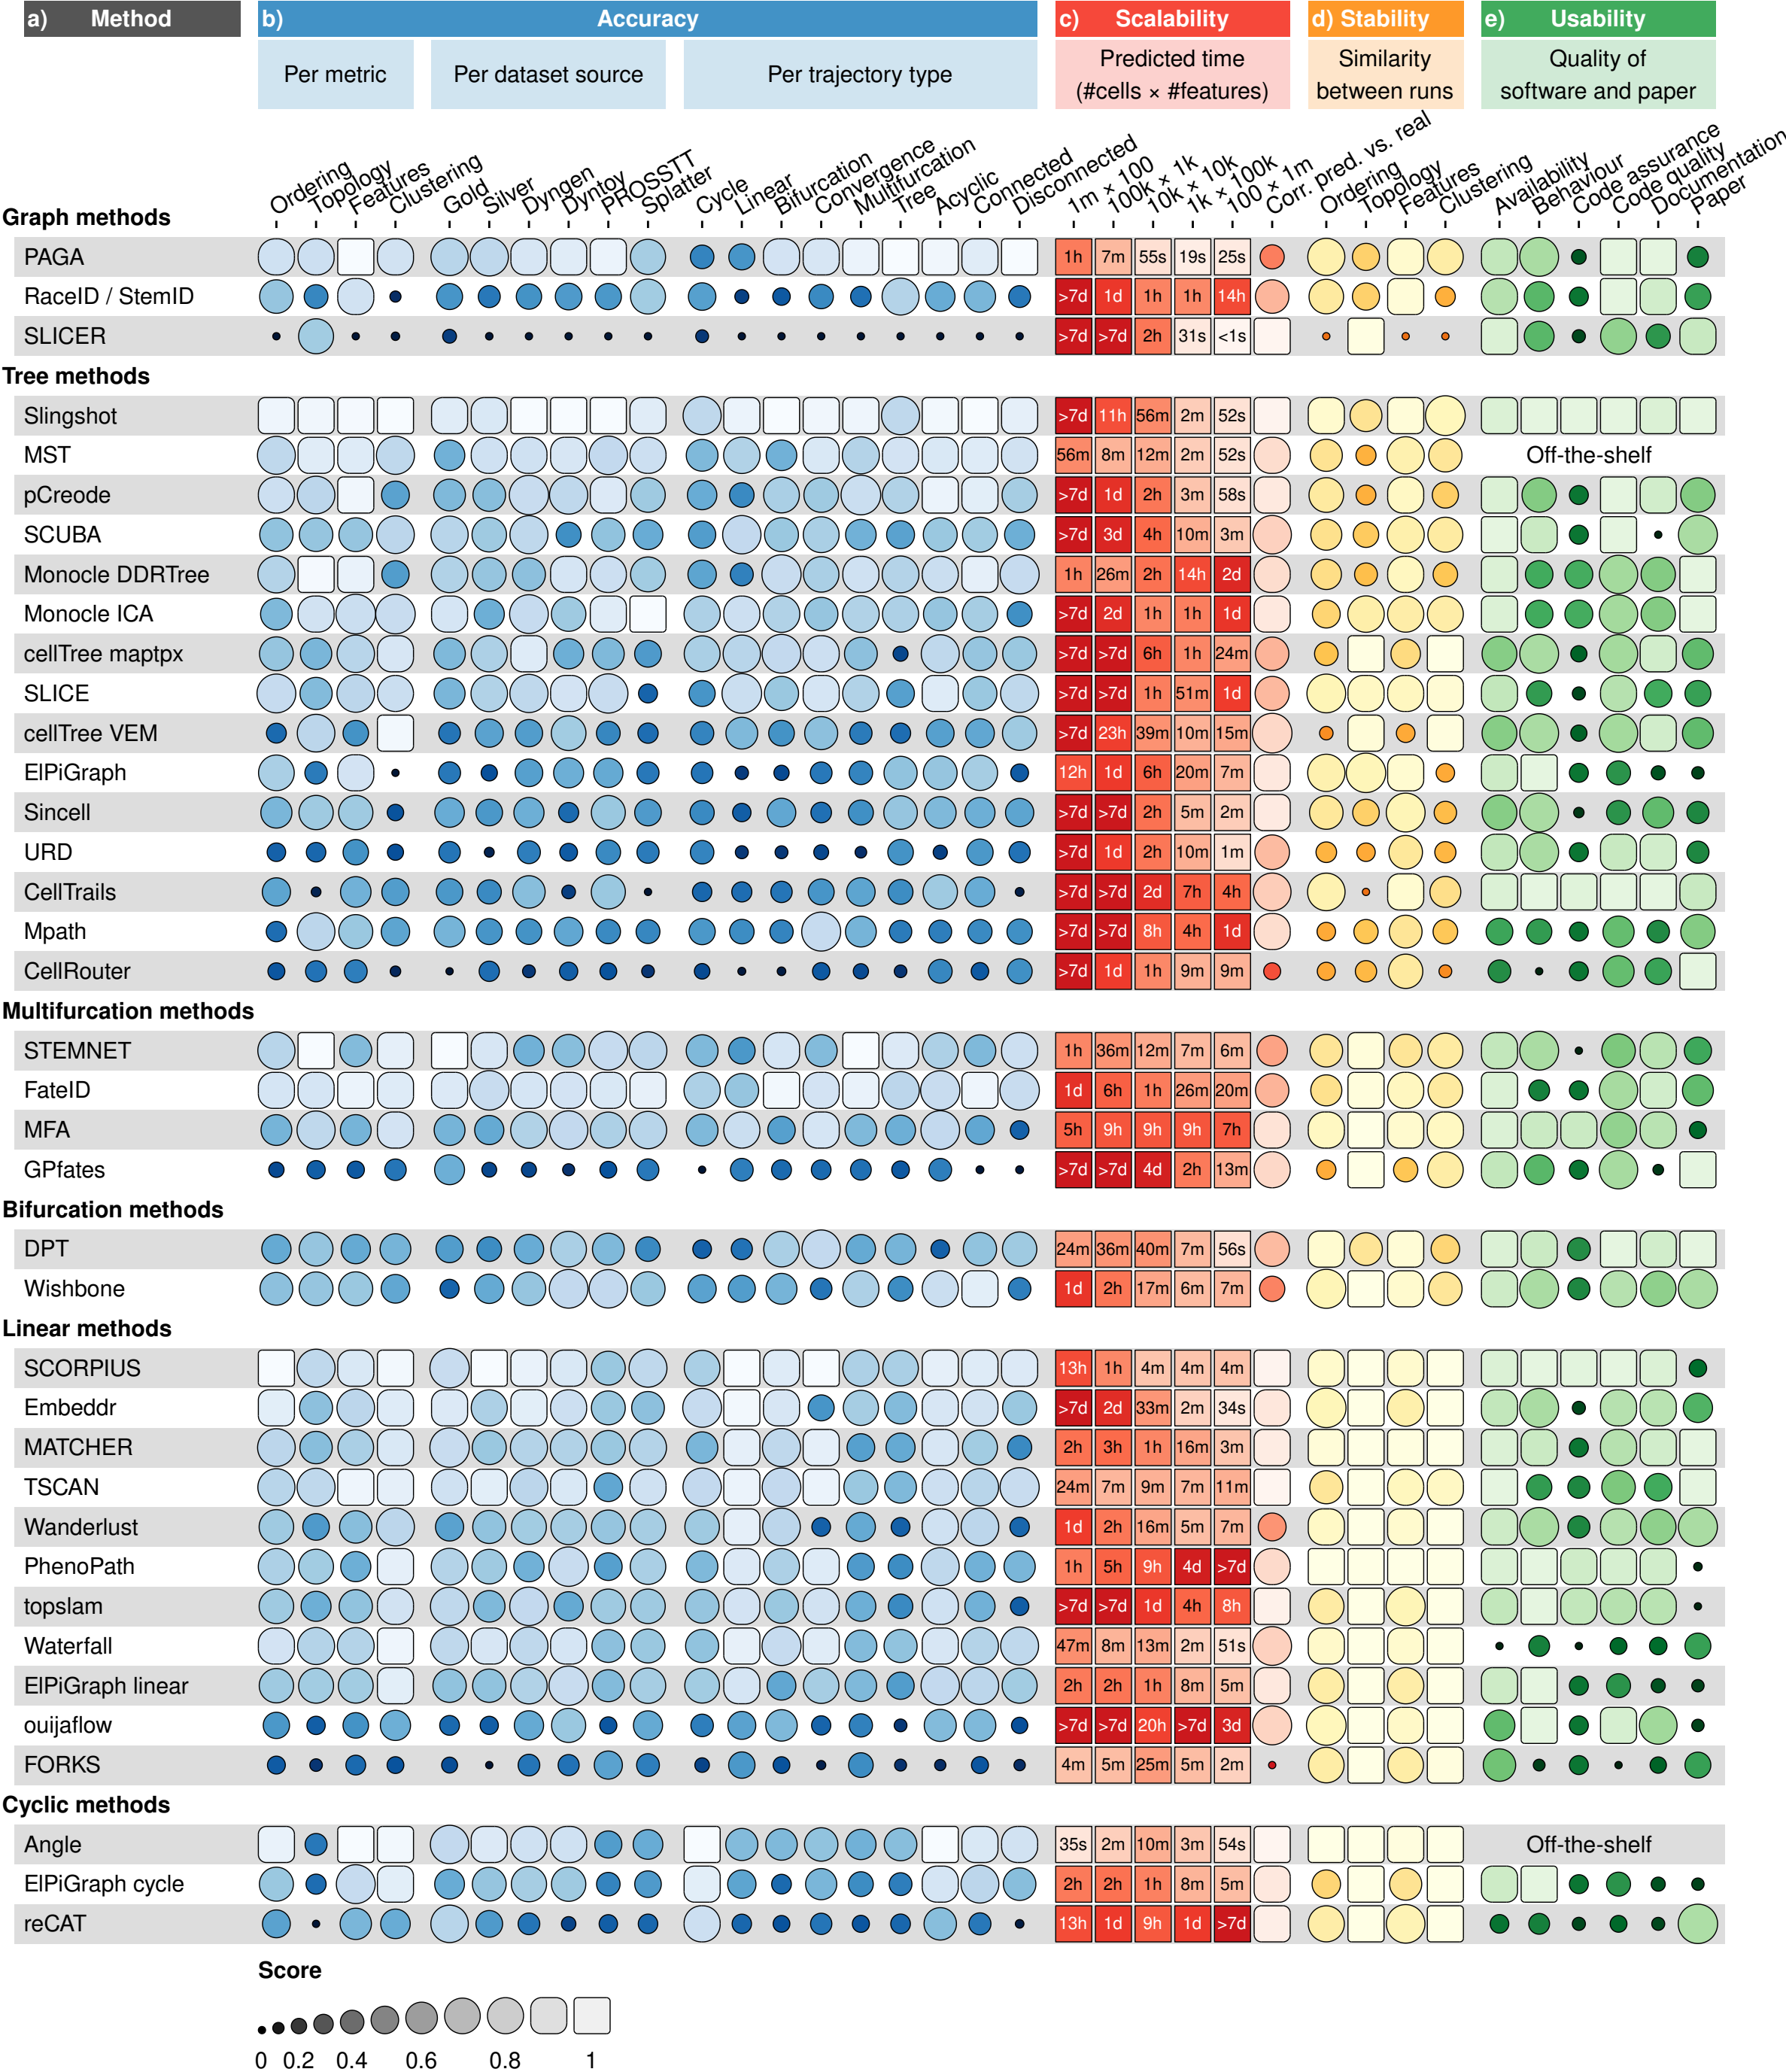 a) Method b) Accuracy c) Scalability d) Stability e) Usability
Per metric Per dataset source Per trajectory type Predicted time (#cells × #features) Similarity between runs Quality of software and paper
Ordering Topology Features Clustering Gold Silver Dyngen Dyntoy PROSSTT Splatter Cycle Linear Bifurcation Convergence Multifurcation Tree Acyclic Connected Disconnected 1m × 100 100k × 1k 10k × 10k 1k × 100k 100 × 1m Corr. pred. vs. real Ordering Topology Features Clustering Availability Behaviour Code assurance Code quality Documentation Paper
Graph methods
PAGA 1h 7m 55s 19s 25s
RaceID / StemID >7d 1d 1h 1h 14h
SLICER >7d >7d 2h 31s <1s
Tree methods
Slingshot >7d 11h 56m 2m 52s
MST 56m 8m 12m 2m 52s Off-the-shelf
pCreode >7d 1d 2h 3m 58s
SCUBA >7d 3d 4h 10m 3m
Monocle DDRTree 1h 26m 2h 14h 2d
Monocle ICA >7d 2d 1h 1h 1d
cellTree maptpx >7d >7d 6h 1h 24m
SLICE >7d >7d 1h 51m 1d
cellTree VEM >7d 23h 39m 10m 15m
ElPiGraph 12h 1d 6h 20m 7m
Sincell >7d >7d 2h 5m 2m
URD >7d 1d 2h 10m 1m
CellTrails >7d >7d 2d 7h 4h
Mpath >7d >7d 8h 4h 1d
CellRouter >7d 1d 1h 9m 9m
Multifurcation methods
STEMNET 1h 36m 12m 7m 6m
FateID 1d 6h 1h 26m 20m
MFA 5h 9h 9h 9h 7h
GPfates >7d >7d 4d 2h 13m
Bifurcation methods
DPT 24m 36m 40m 7m 56s
Wishbone 1d 2h 17m 6m 7m
Linear methods
SCORPIUS 13h 1h 4m 4m 4m
Embeddr >7d 2d 33m 2m 34s
MATCHER 2h 3h 1h 16m 3m
TSCAN 24m 7m 9m 7m 11m
Wanderlust 1d 2h 16m 5m 7m
PhenoPath 1h 5h 9h 4d >7d
topslam >7d >7d 1d 4h 8h
Waterfall 47m 8m 13m 2m 51s
ElPiGraph linear 2h 2h 1h 8m 5m
ouijaflow >7d >7d 20h >7d 3d
FORKS 4m 5m 25m 5m 2m
Cyclic methods
Angle 35s 2m 10m 3m 54s Off-the-shelf
ElPiGraph cycle 2h 2h 1h 8m 5m
reCAT 13h 1d 9h 1d >7d
Score
0 0.2 0.4 0.6 0.8 1